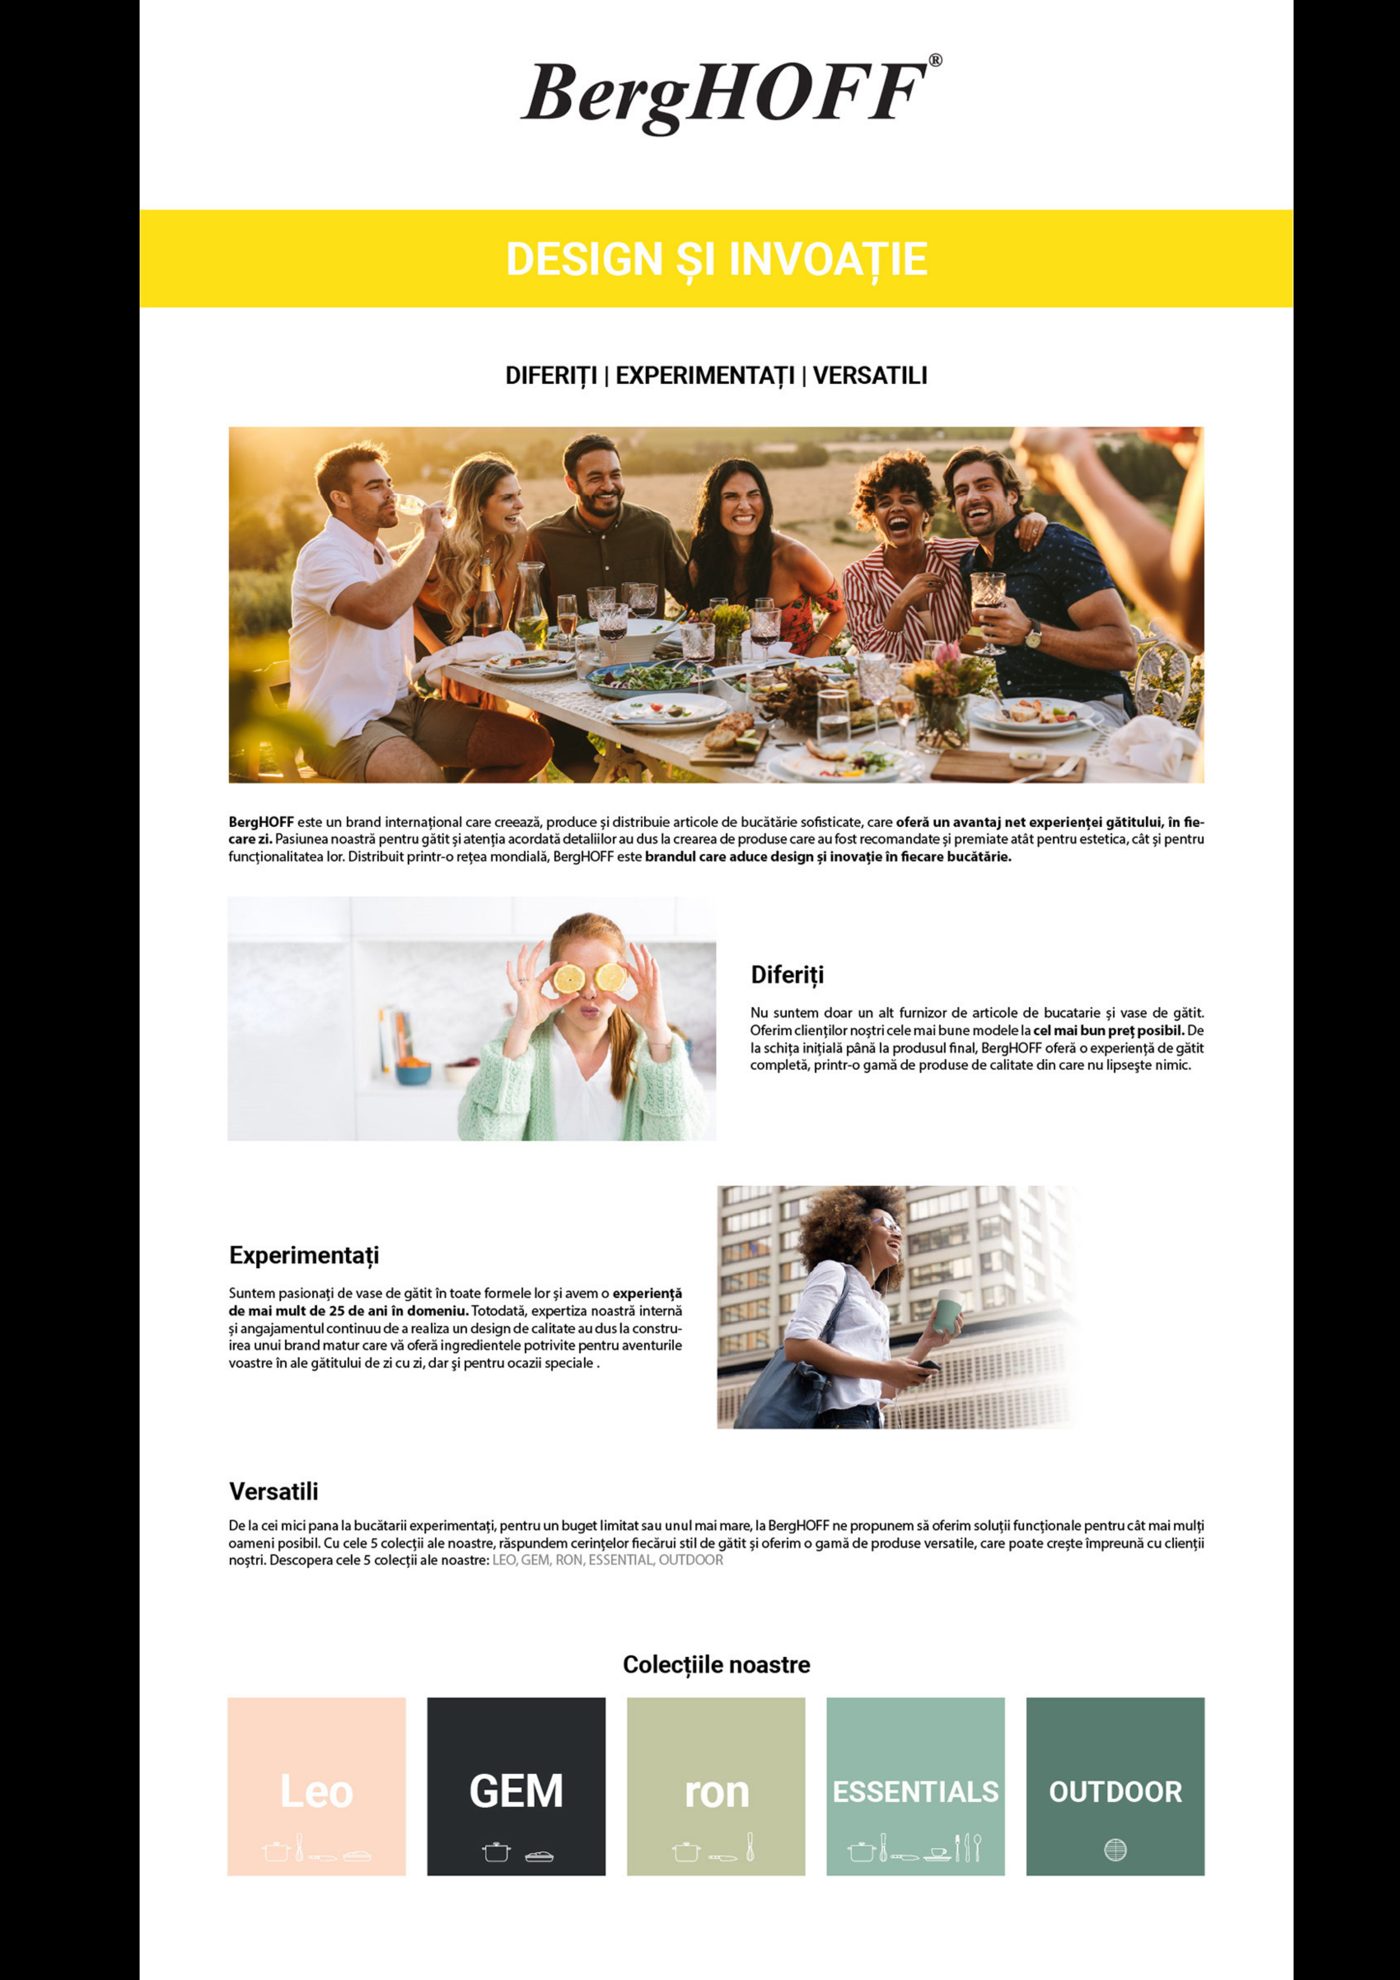 BergHOFF®
DESIGN ȘI INVOAȚIE
DIFERIȚI | EXPERIMENTAȚI | VERSATILI
BergHOFF este un brand internațional care creează, produce și distribuie articole de bucătărie sofisticate, care oferă un avantaj net experienței gătitului, în fie-
care zi. Pasiunea noastră pentru gătit și atenția acordată detaliilor au dus la crearea de produse care au fost recomandate și premiate atât pentru estetica, cât și pentru
funcționalitatea lor. Distribuit printr-o rețea mondială, BergHOFF este brandul care aduce design și inovație în fiecare bucătărie.
Diferiți
Nu suntem doar un alt furnizor de articole de bucatarie și vase de gătit.
Oferim clienților noștri cele mai bune modele la cel mai bun preț posibil. De
la schița inițială până la produsul final, BergHOFF oferă o experiență de gătit
completă, printr-o gamă de produse de calitate din care nu lipsește nimic.
Experimentați
Suntem pasionați de vase de gătit în toate formele lor și avem o experiență
de mai mult de 25 de ani în domeniu. Totodată, expertiza noastră internă
și angajamentul continuu de a realiza un design de calitate au dus la constru-
irea unui brand matur care vă oferă ingredientele potrivite pentru aventurile
voastre în ale gătitului de zi cu zi, dar și pentru ocazii speciale .
Versatili
De la cei mici pana la bucătarii experimentați, pentru un buget limitat sau unul mai mare, la BergHOFF ne propunem să oferim soluții funcționale pentru cât mai mulți
oameni posibil. Cu cele 5 colecții ale noastre, răspundem cerințelor fiecărui stil de gătit și oferim o gamă de produse versatile, care poate crește împreună cu clienții
noștri. Descopera cele 5 colecții ale noastre: LEO, GEM, RON, ESSENTIAL, OUTDOOR
Colecțiile noastre
Leo
GEM
ron
ESSENTIALS
OUTDOOR